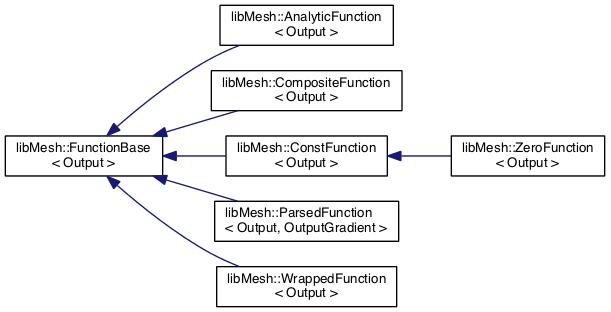 libMesh::AnalyticFunction
< Output >
libMesh::CompositeFunction
< Output >
libMesh::FunctionBase
< Output >
libMesh::ConstFunction
< Output >
libMesh::ZeroFunction
< Output >
libMesh::ParsedFunction
< Output, OutputGradient >
libMesh::WrappedFunction
< Output >